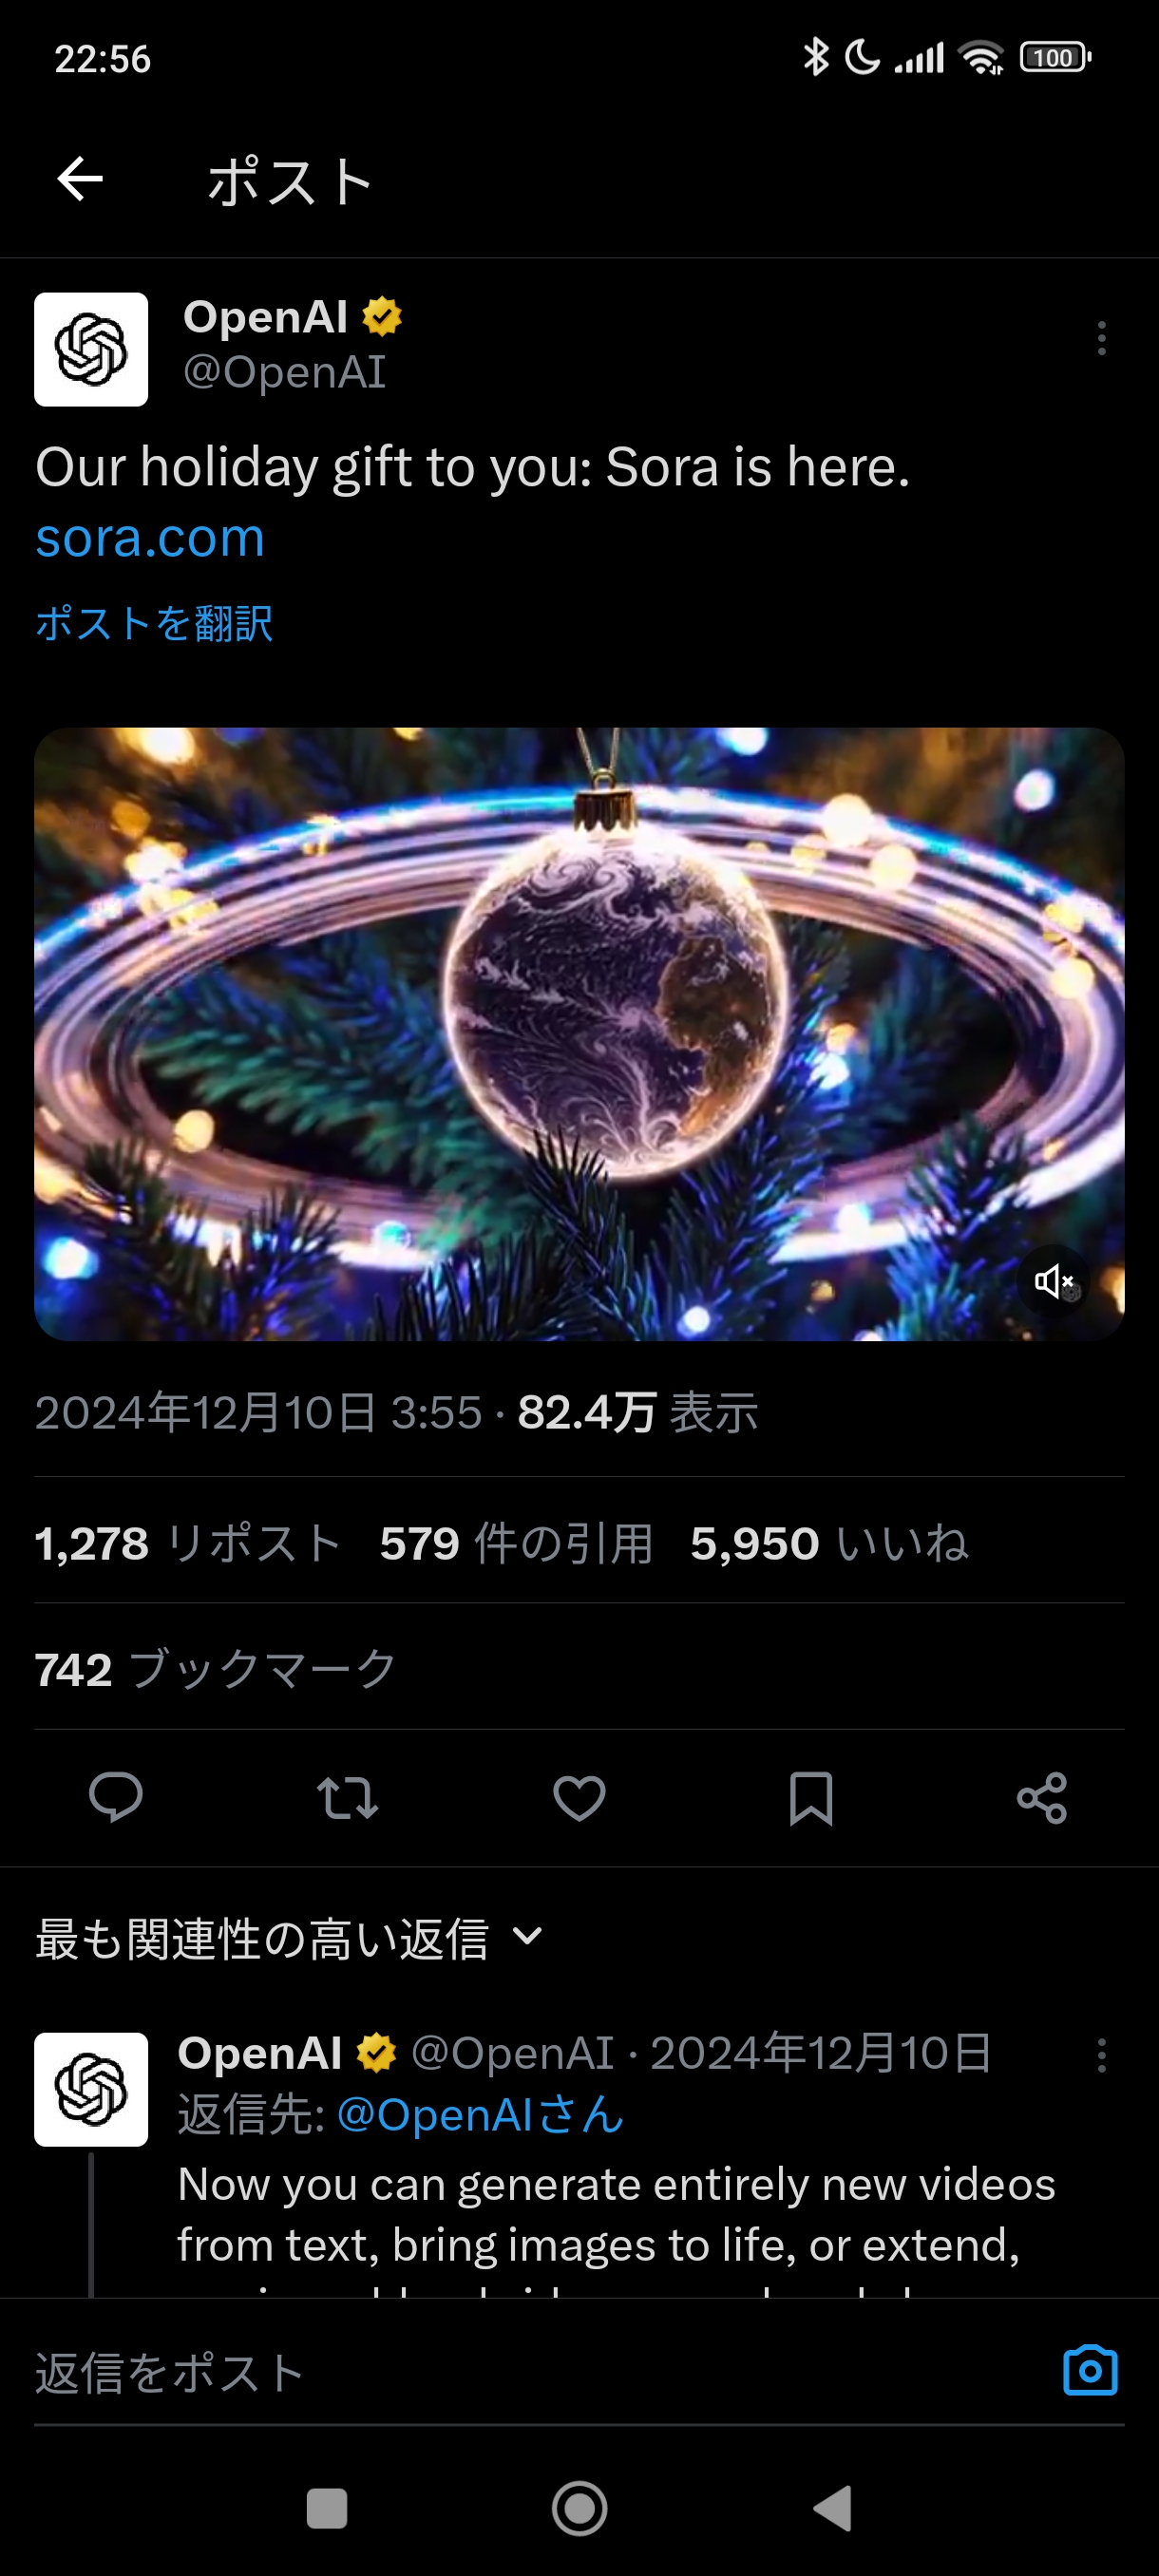 22:56
100
ポスト
OpenAI
@OpenAI
Our holiday gift to you: Sora is here.
sora.com
ポストを翻訳
2024年12月10日 3:55 · 82.4万 表示
1,278 リポスト 579 件の引用 5,950 いいね
742 ブックマーク
最も関連性の高い返信
OpenAI @OpenAI · 2024年12月10日
返信先: @OpenAIさん
Now you can generate entirely new videos
from text, bring images to life, or extend,
返信をポスト